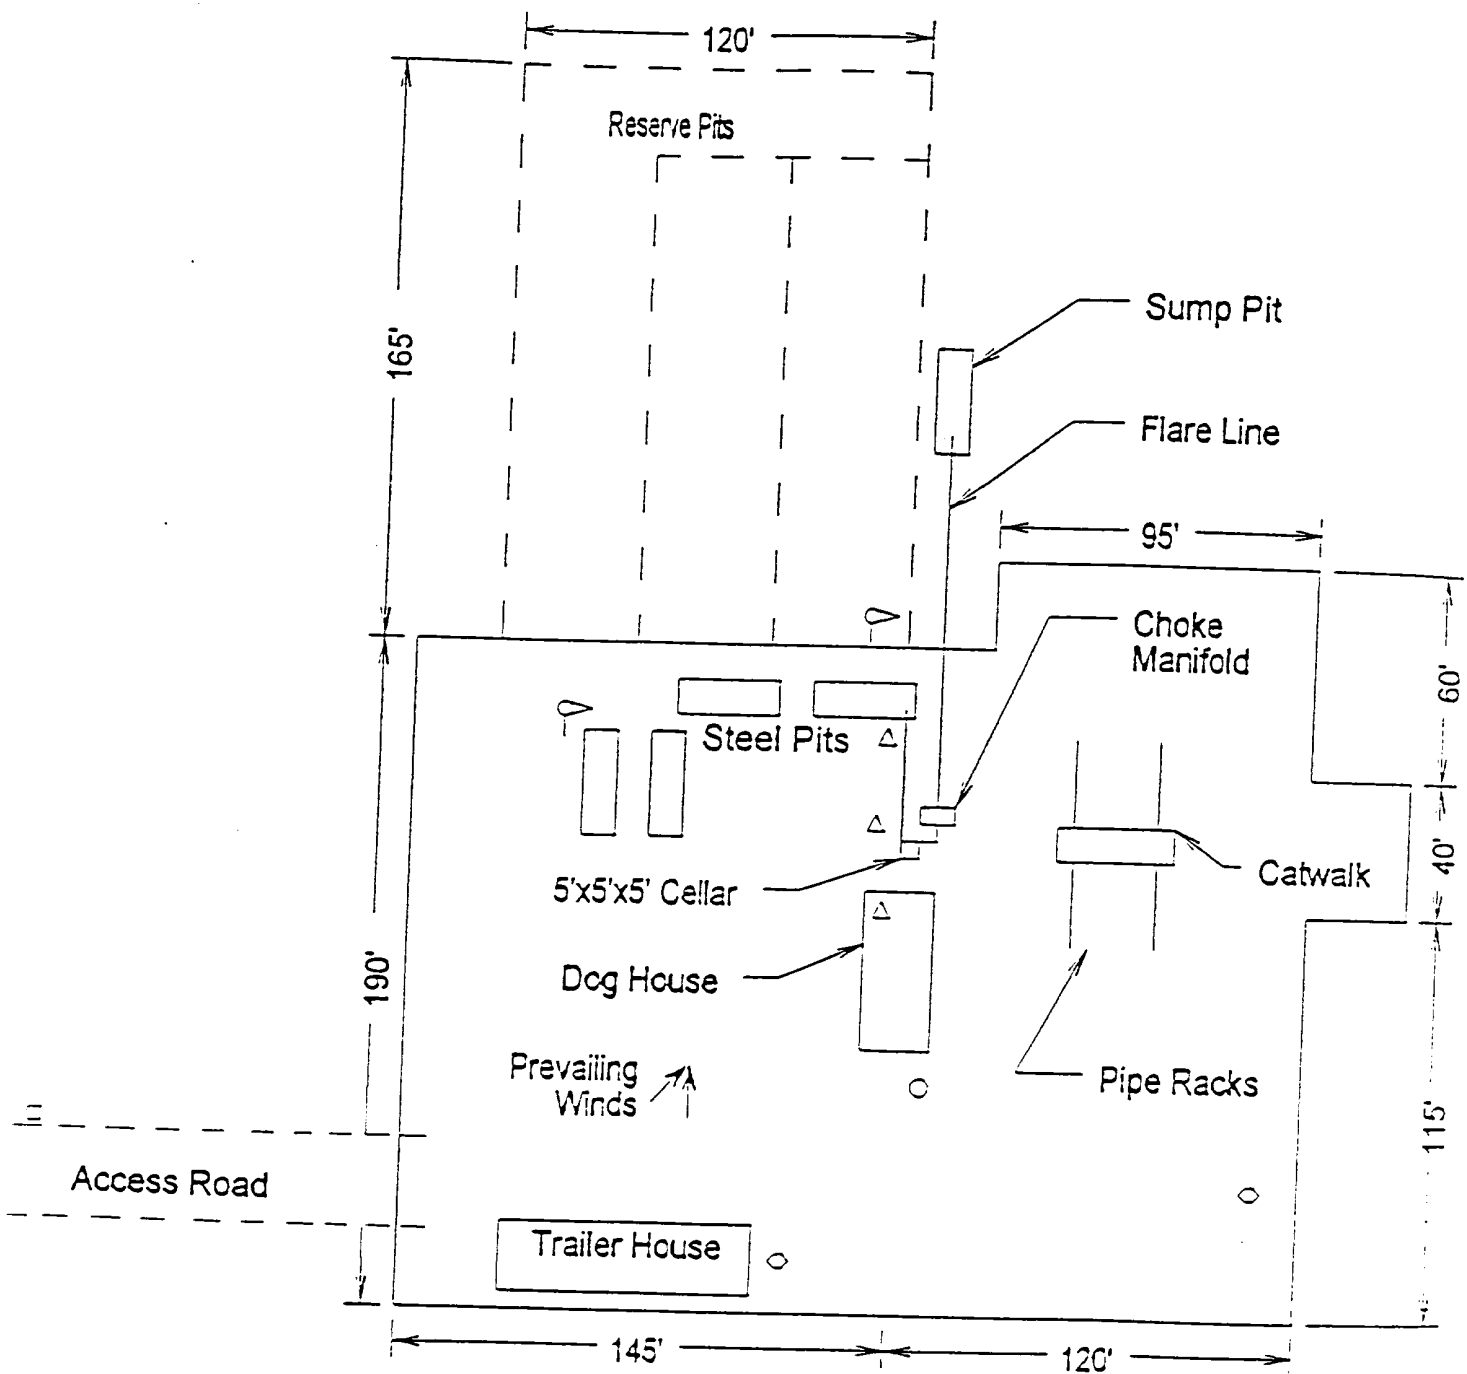 120'
Reserve Pits
165'
Sump Pit
Flare Line
95'
Choke
Manifold
60'
Steel Pits
40'
Catwalk
5'x5'x5' Cellar
190'
Dog House
Prevailing
Winds
Pipe Racks
115'
Access Road
Trailer House
145'
120'